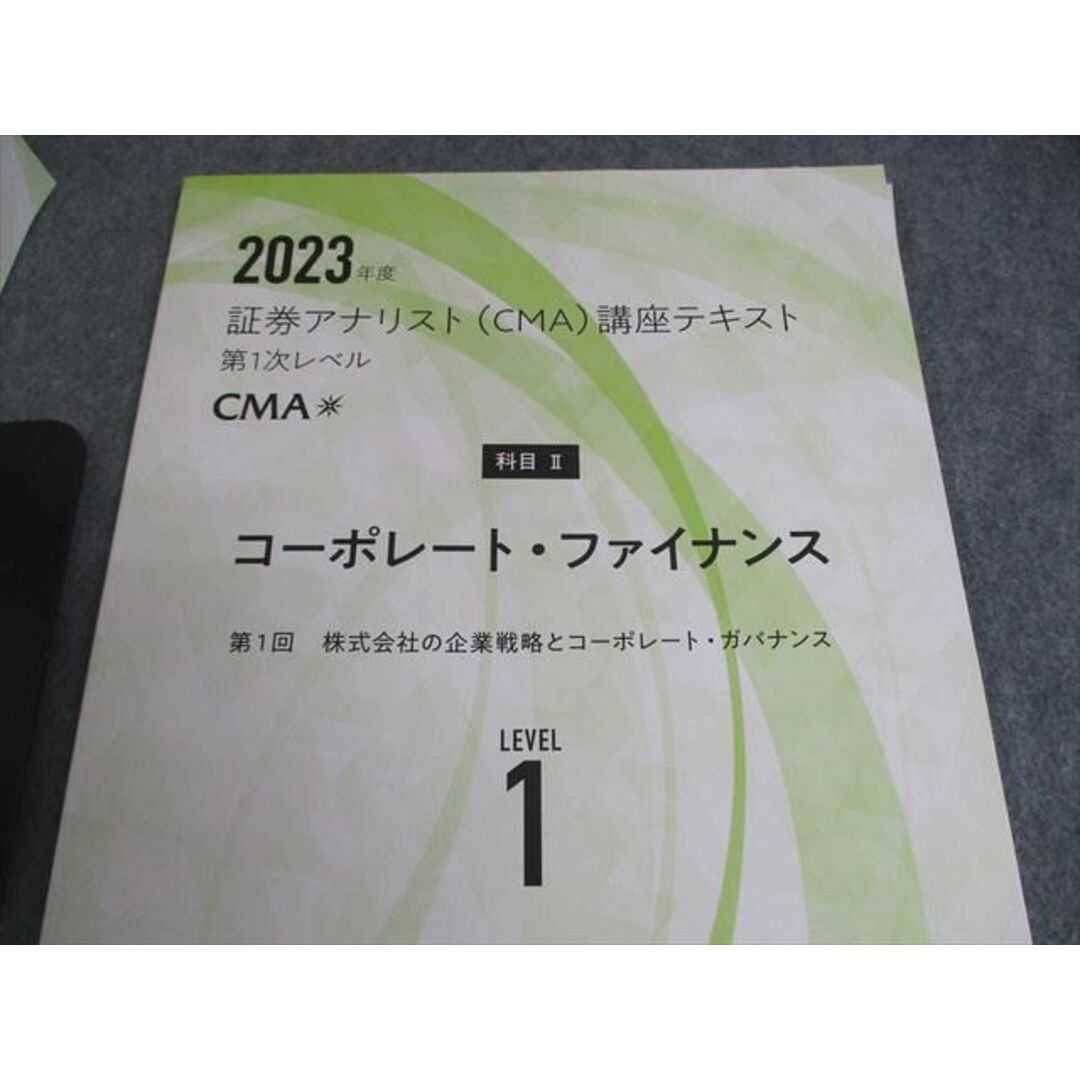 2023年度
証券アナリスト（CMA）講座テキスト
第1次レベル
CMA
科目 Ⅱ
コーポレート・ファイナンス
第1回　株式会社の企業戦略とコーポレート・ガバナンス
LEVEL
1